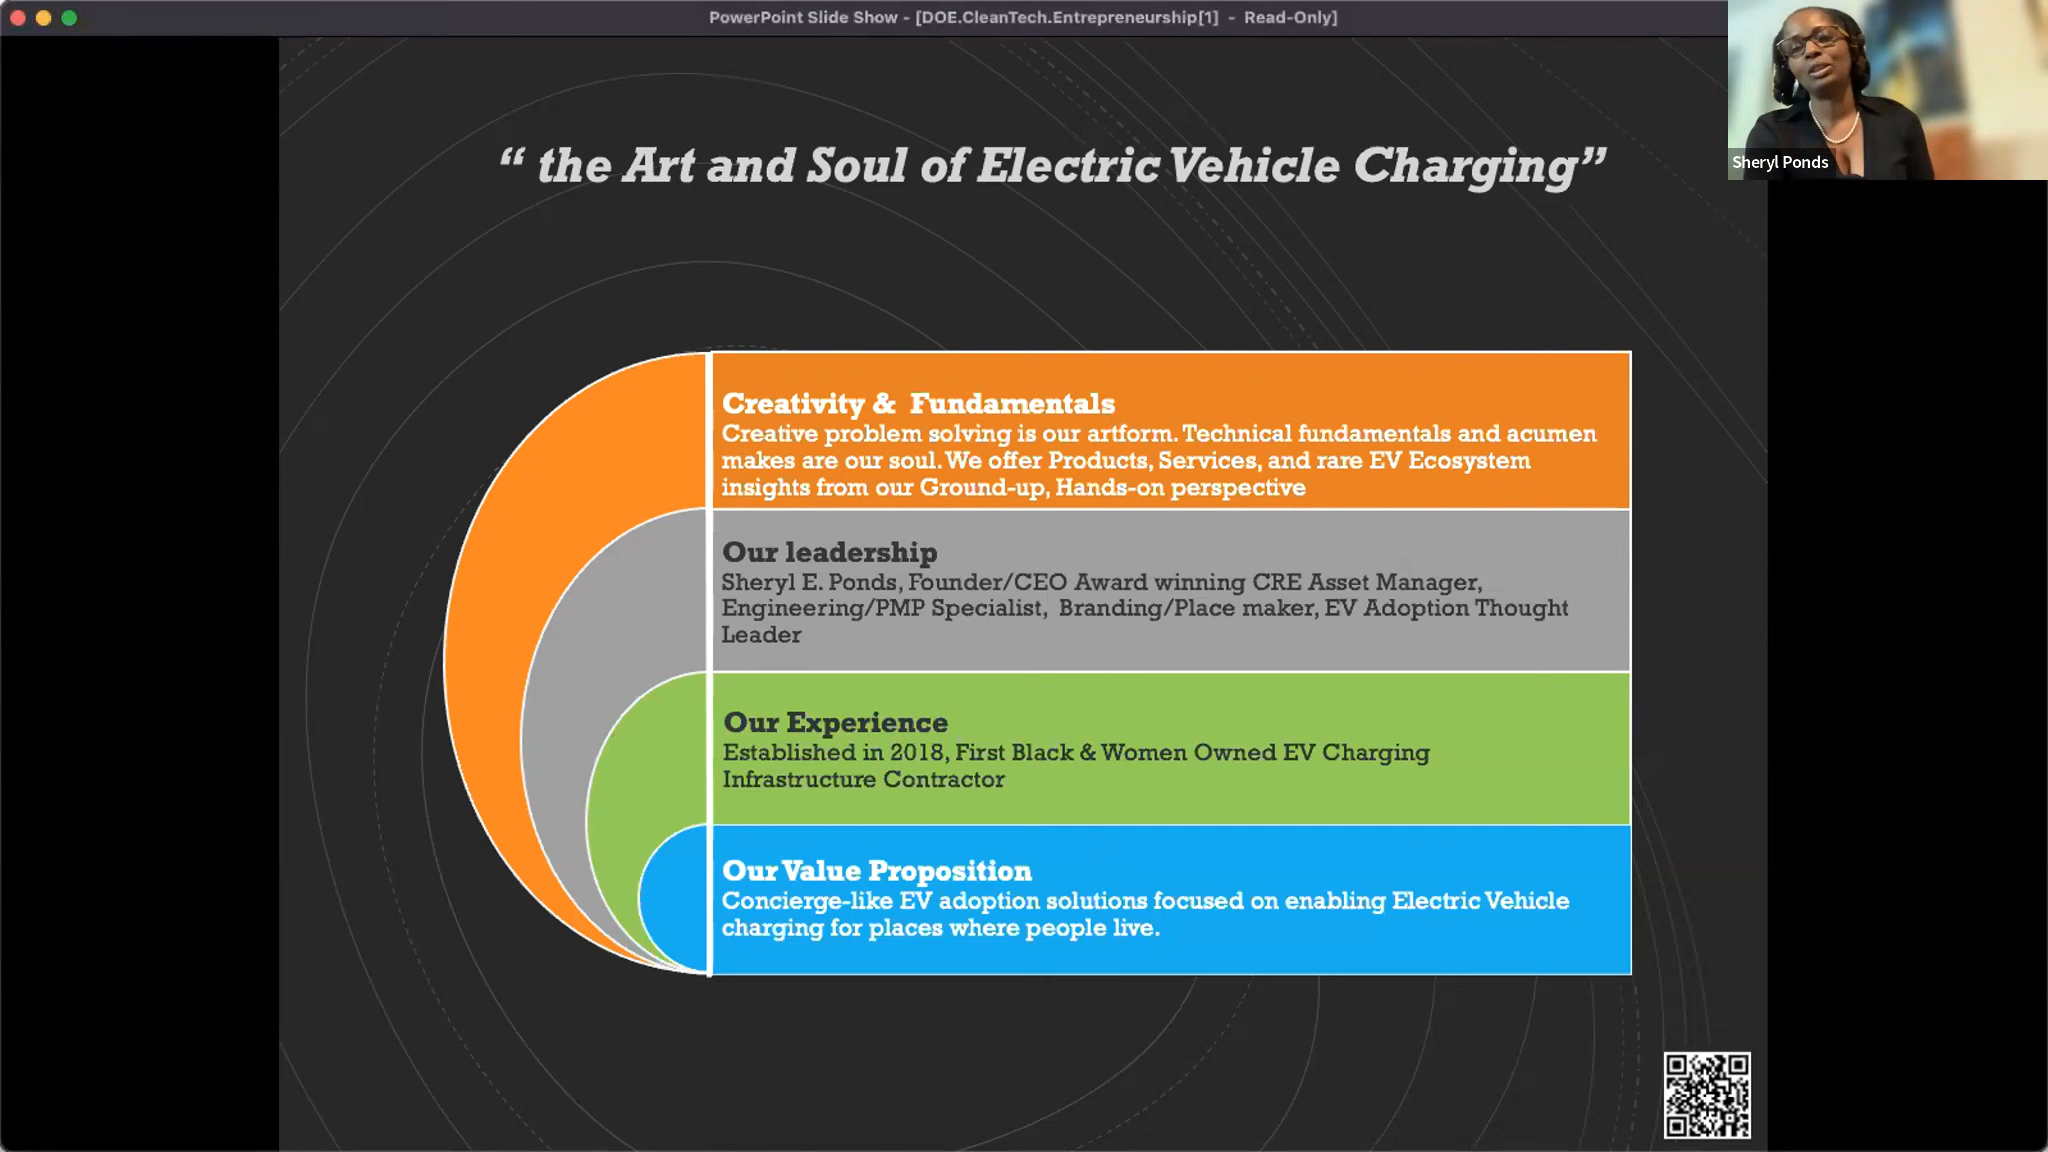 PowerPoint Slide Show - [DOE.CleanTech.Entrepreneurship[1] - Read-Only]
Sheryl Ponds
“ the Art and Soul of Electric Vehicle Charging”
Creativity & Fundamentals
Creative problem solving is our artform. Technical fundamentals and acumen
makes are our soul. We offer Products, Services, and rare EV Ecosystem
insights from our Ground-up, Hands-on perspective
Our leadership
Sheryl E. Ponds, Founder/CEO Award winning CRE Asset Manager,
Engineering/PMP Specialist, Branding/Place maker, EV Adoption Thought
Leader
Our Experience
Established in 2018, First Black & Women Owned EV Charging
Infrastructure Contractor
Our Value Proposition
Concierge-like EV adoption solutions focused on enabling Electric Vehicle
charging for places where people live.